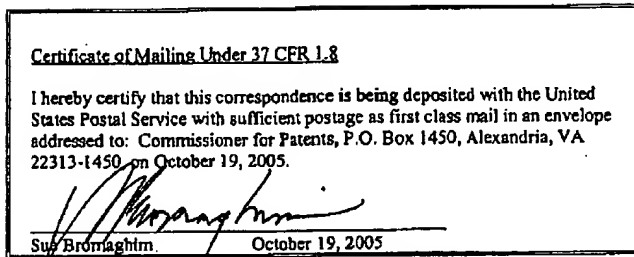 Certificate of Mailing Under 37 CFR 1.8
I hereby certify that this correspondence is being deposited with the United
States Postal Service with sufficient postage as first class mail in an envelope
addressed to: Commissioner for Patents, P.O. Box 1450, Alexandria, VA
22313-1450 on October 19, 2005.
Sue Bromaghim October 19, 2005